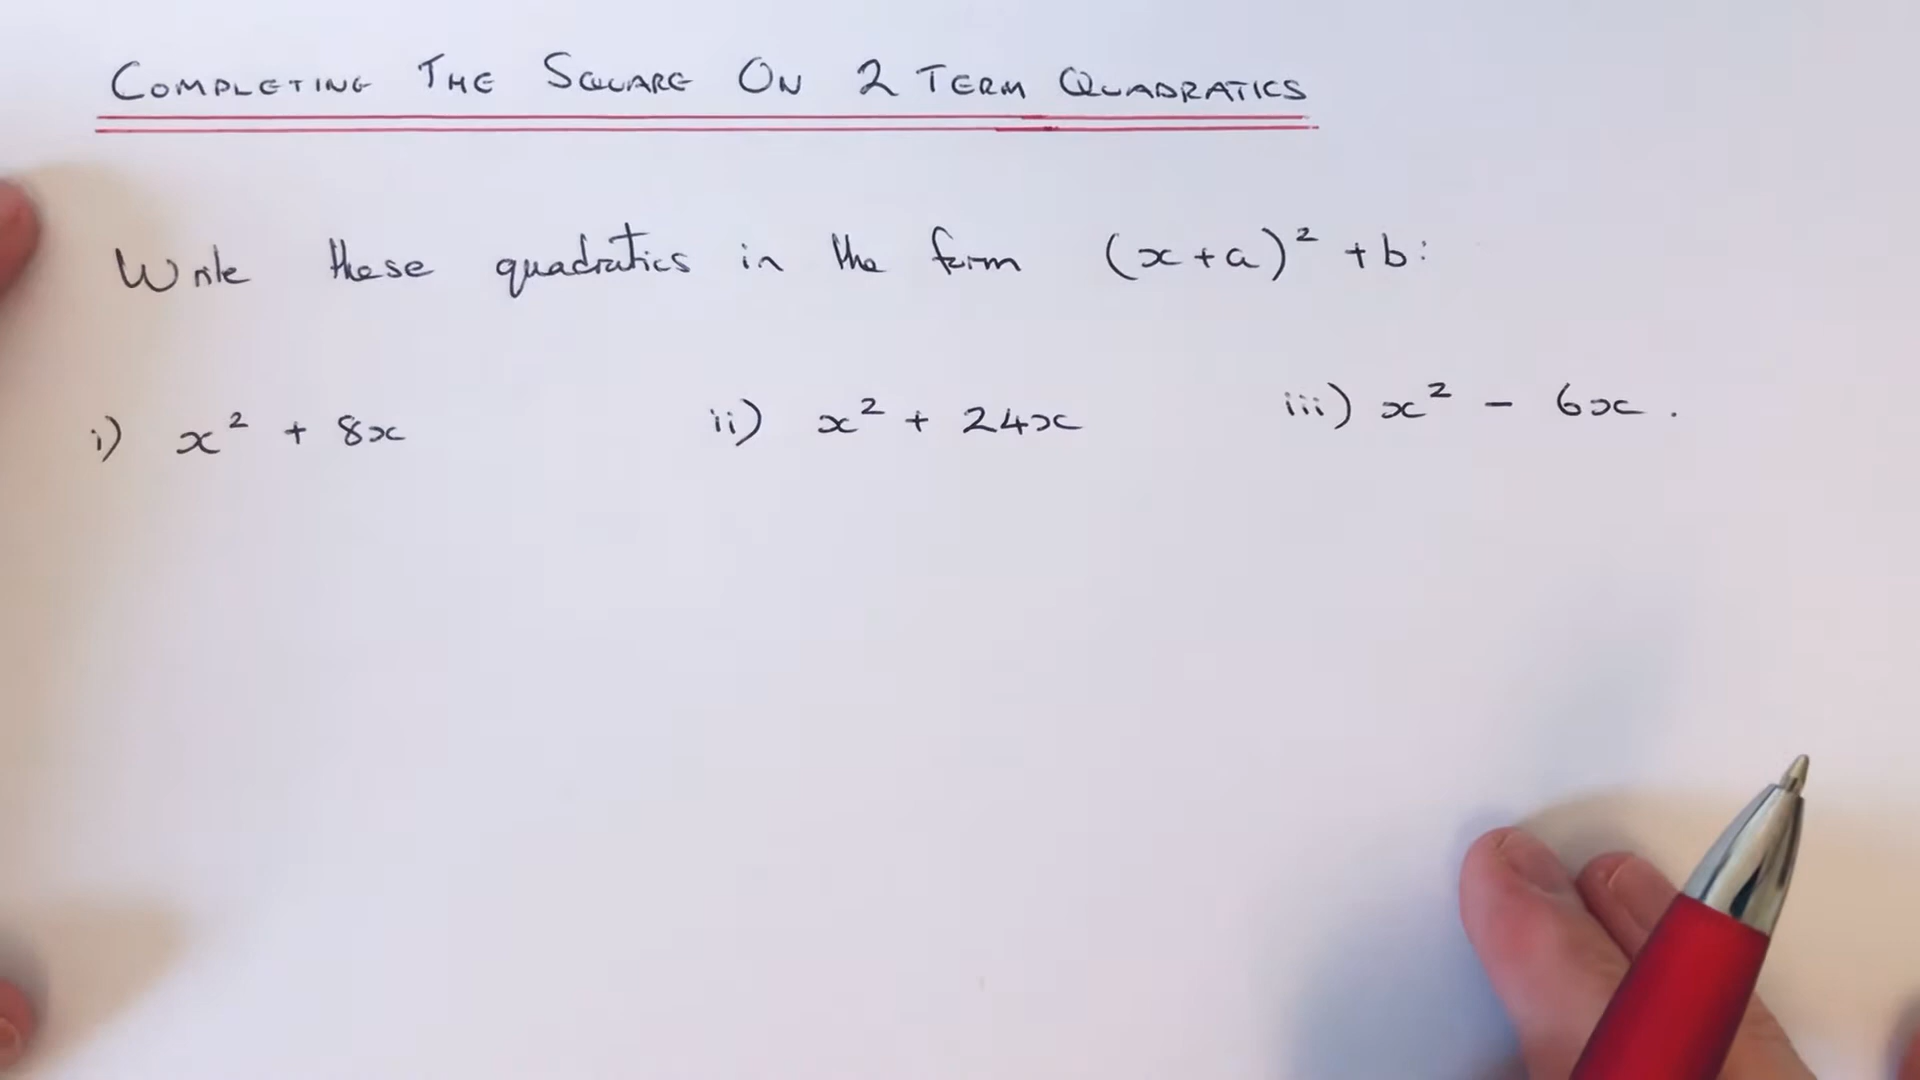 COMPLETING THE SQUARE ON 2 TERM QUADRATICS
Write these quadratics in the form (x+a)² +b:
i) x² + 8x ii) x² + 24x iii) x² - 6x .